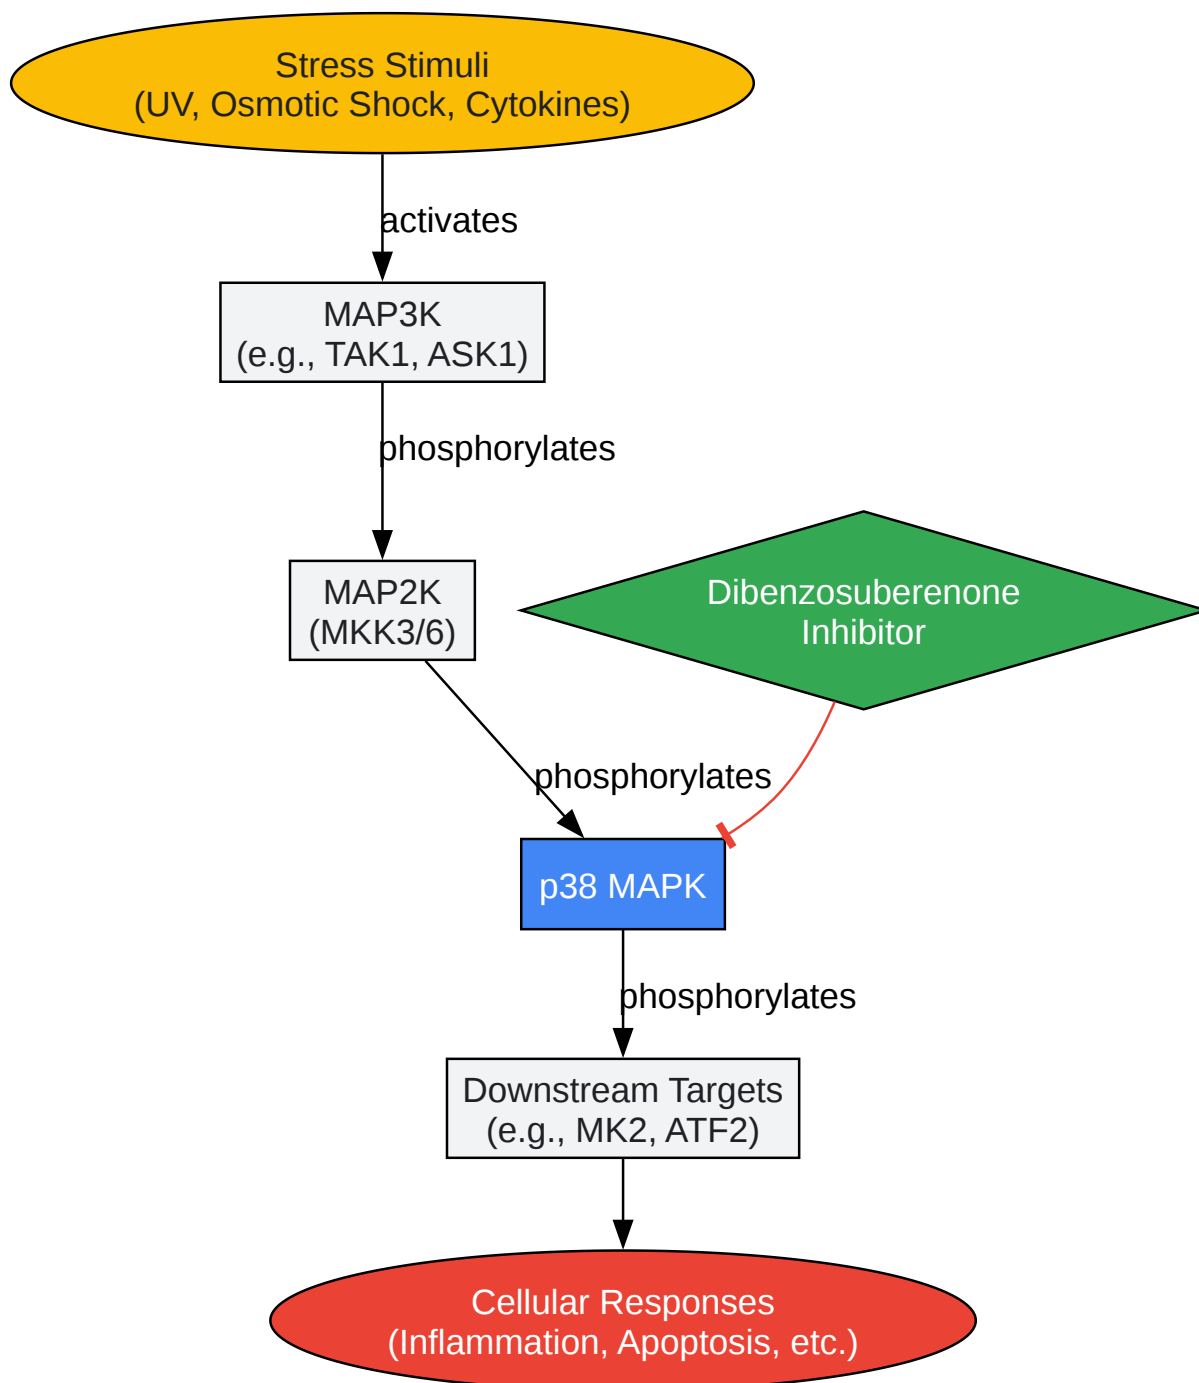 Stress Stimuli
(UV, Osmotic Shock, Cytokines)
activates
MAP3K
(e.g., TAK1, ASK1)
phosphorylates
MAP2K
(MKK3/6)
Dibenzosuberenone
Inhibitor
phosphorylates
p38 MAPK
phosphorylates
Downstream Targets
(e.g., MK2, ATF2)
Cellular Responses
(Inflammation, Apoptosis, etc.)